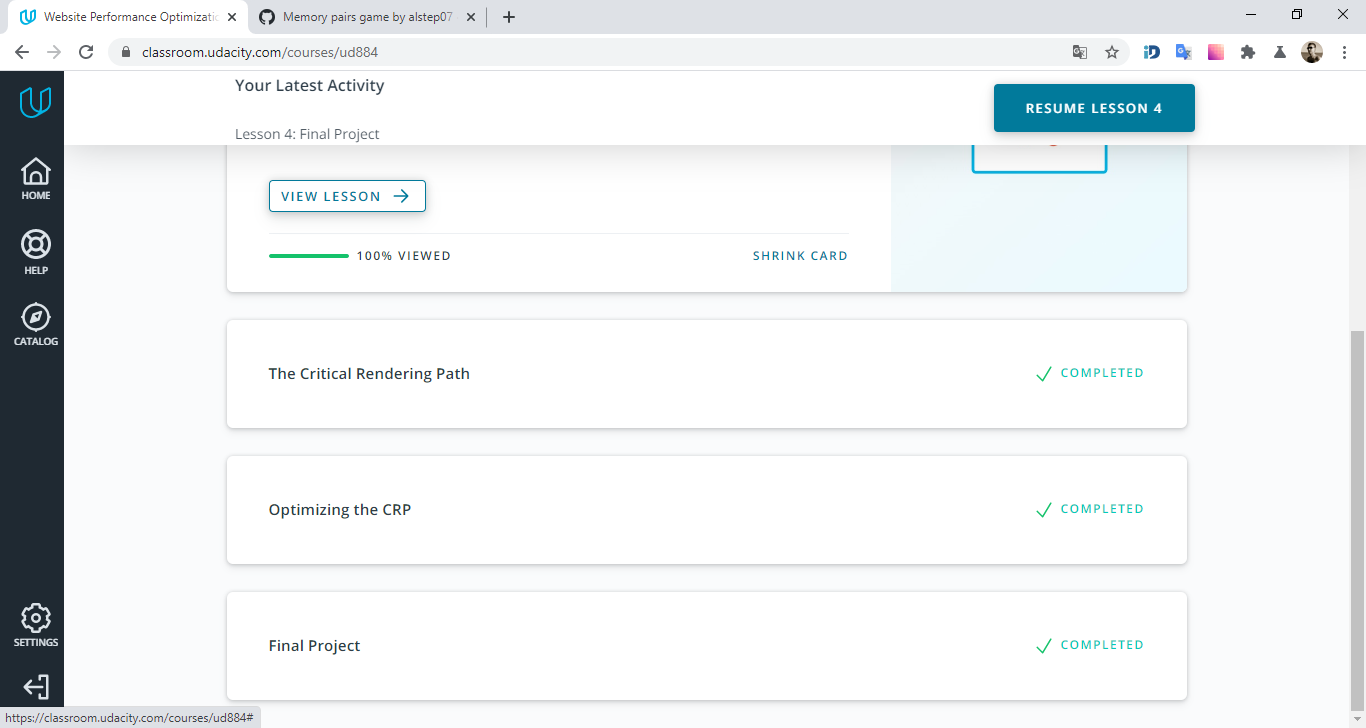 Website Performance Optimizatio
Memory pairs game by alstep07
classroom.udacity.com/courses/ud884
Your Latest Activity
Lesson 4: Final Project
RESUME LESSON 4
HOME
HELP
CATALOG
SETTINGS
VIEW LESSON
100% VIEWED
SHRINK CARD
The Critical Rendering Path
COMPLETED
Optimizing the CRP
COMPLETED
Final Project
COMPLETED
https://classroom.udacity.com/courses/ud884#